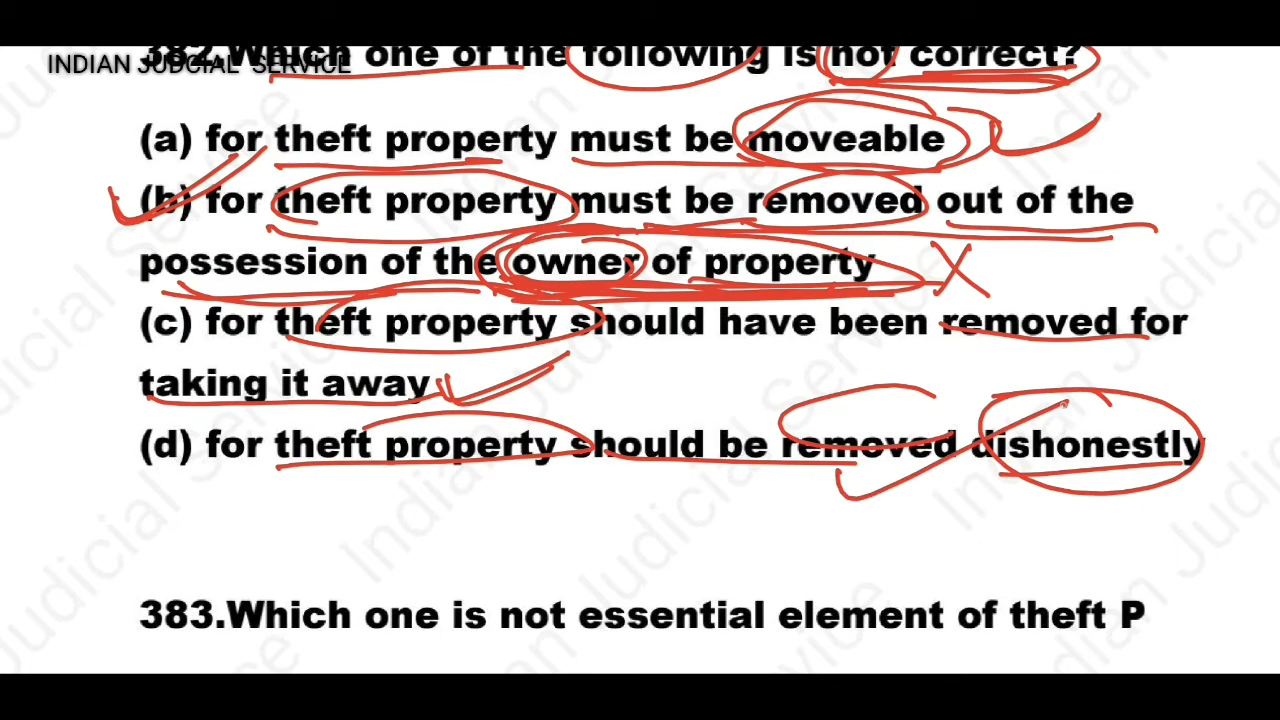 382.Which one of the following is not correct?
INDIAN JUDCIAL SERVICE
(a) for theft property must be moveable
(b) for theft property must be removed out of the
possession of the owner of property
(c) for theft property should have been removed for
taking it away
(d) for theft property should be removed dishonestly
383.Which one is not essential element of theft P